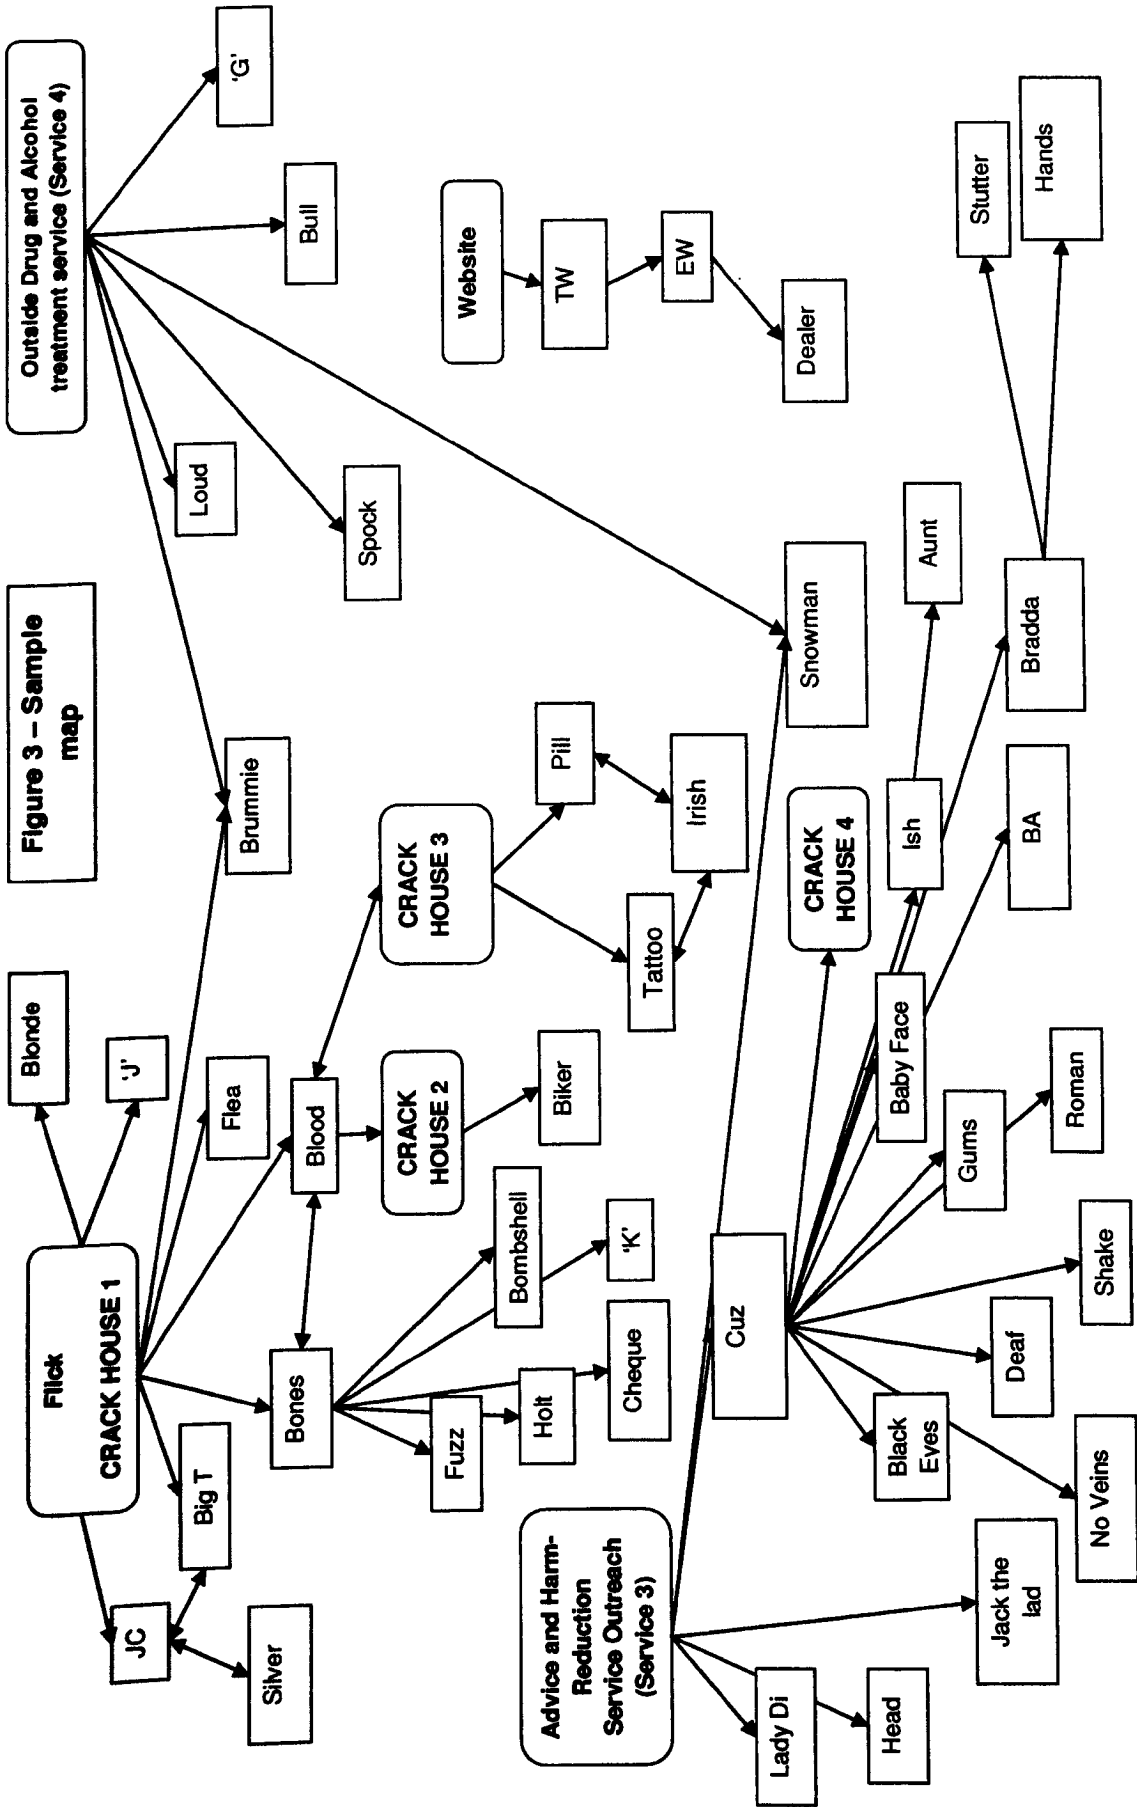 Figure 3 – Sample
map
Outside Drug and Alcohol
treatment service (Service 4)
Flick
CRACK HOUSE 1
Blonde
'J'
JC
Big T
Flea
Brummie
Loud
'G'
Silver
Bones
Blood
Bull
Spock
CRACK
HOUSE 2
CRACK
HOUSE 3
Website
Fuzz
Bombshell
Holt
Biker
Pill
TW
Cheque
'K'
Tattoo
Irish
EW
Advice and Harm-
Reduction
Service Outreach
(Service 3)
Cuz
Snowman
Dealer
CRACK
HOUSE 4
Lady Di
Head
Black
Eves
Baby Face
Ish
Aunt
Gums
Stutter
Jack the
lad
Deaf
BA
Bradda
Hands
No Veins
Shake
Roman